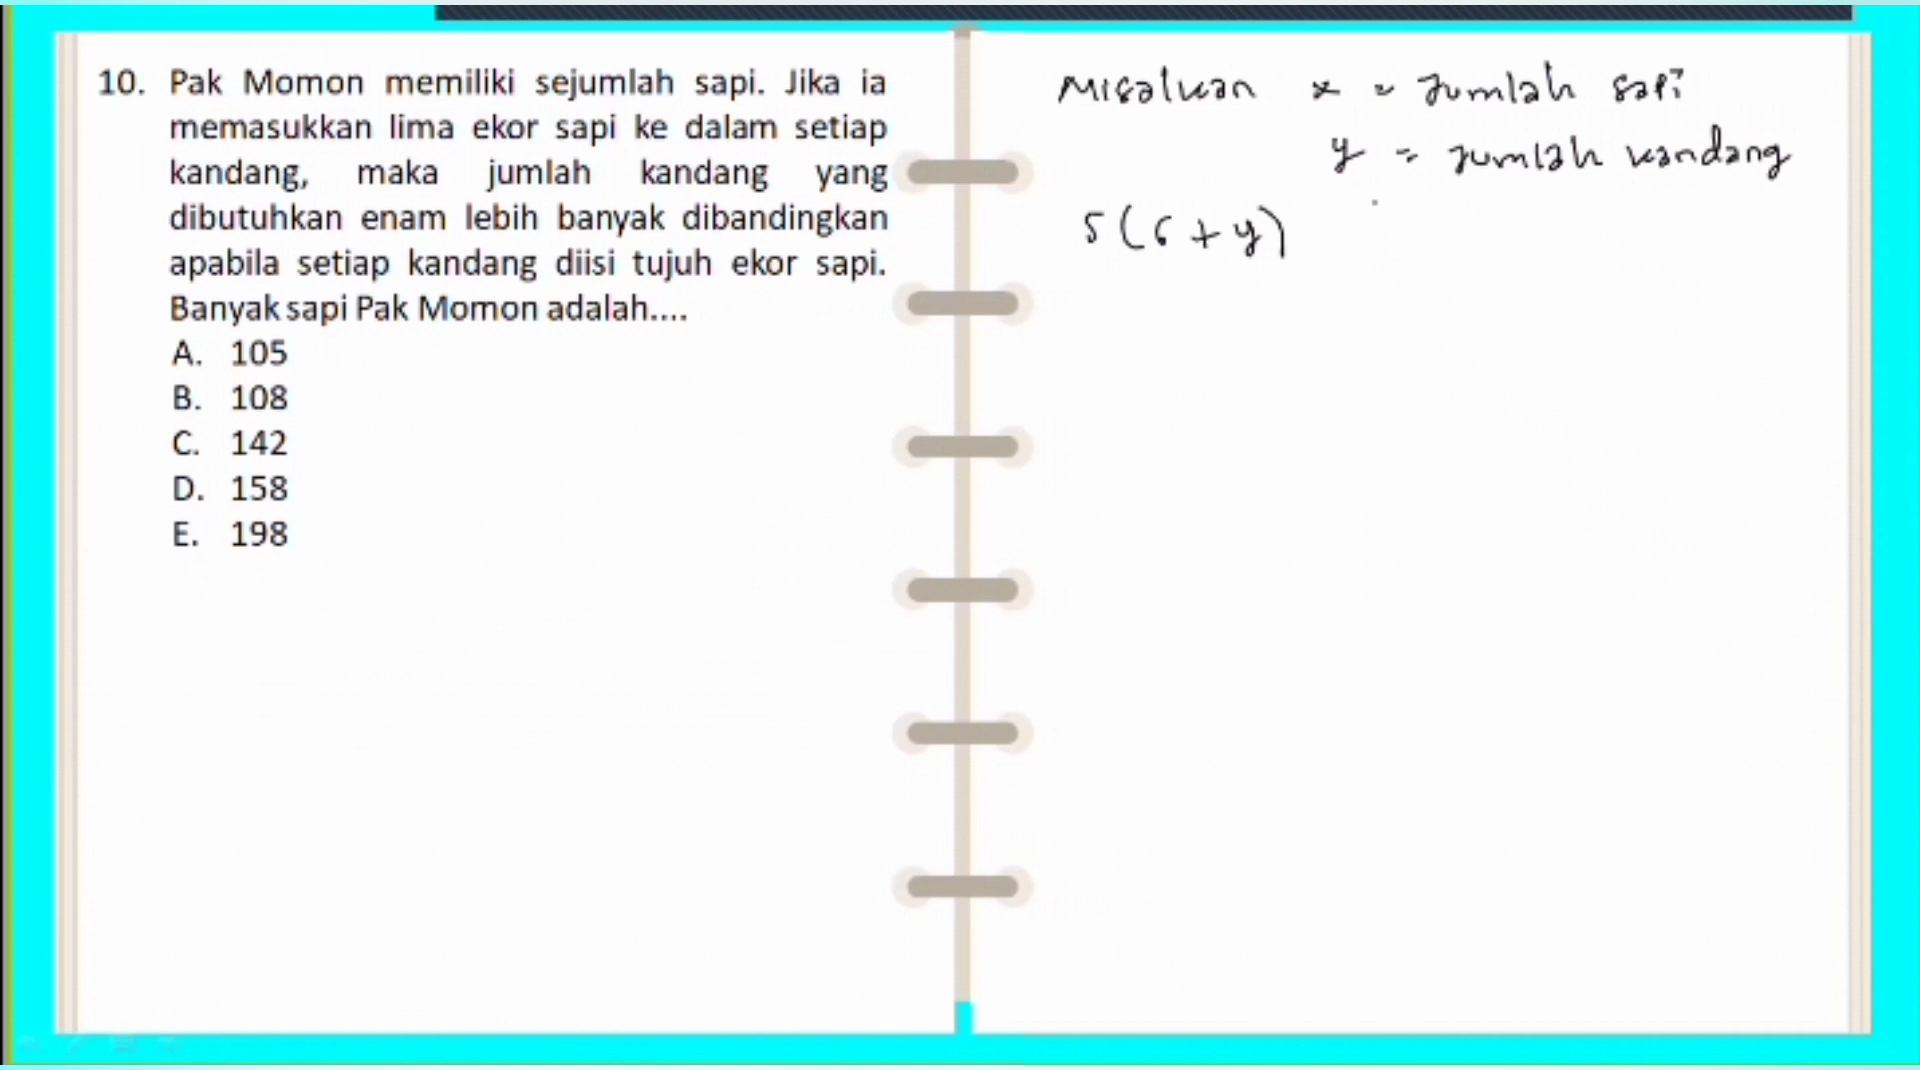 10. Pak Momon memiliki sejumlah sapi. Jika ia
memasukkan lima ekor sapi ke dalam setiap
kandang, maka jumlah kandang yang
dibutuhkan enam lebih banyak dibandingkan
apabila setiap kandang diisi tujuh ekor sapi.
Banyak sapi Pak Momon adalah....
A. 105
B. 108
C. 142
D. 158
E. 198
Misalkan x = Jumlah sapi
y = Jumlah kandang
5(6+y)